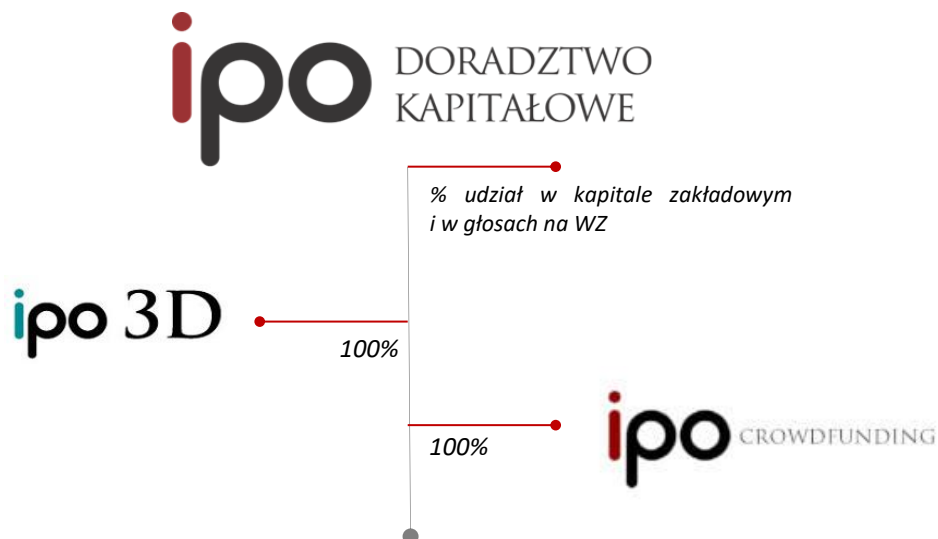 ipo DORADZTWO
KAPITAŁOWE
% udział w kapitale zakładowym
i w głosach na WZ
ipo 3D
100%
100%
ipo CROWDFUNDING